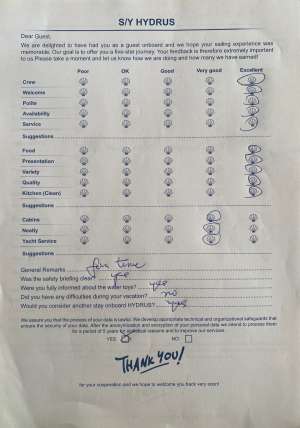 S/Y HYDRUS
Dear Guest,
We are delighted to have had you as a guest onboard and we hope your sailing experience was
memorable. Our goal is to offer you a five-star journey. Your feedback is therefore extremely important
to us Please take a moment and let us know how we are doing and how many we have earned!
Poor OK Good Very good Excellent
Crew
Welcome
Polite
Availability
Service
Suggestions
Food
Presentation
Variety
Quality
Kitchen (Clean)
Suggestions
Cabins
Neatly
Yacht Service
Suggestions
General Remarks five time
Was the safety briefing clear? yes
Were you fully informed about the water toys? yes
Did you have any difficulties during your vacation? no
Would you consider another stay onboard HYDRUS? yes
We assure you that the process of your data is lawful. We develop appropriate technical and organizational safeguards that
ensure the security of your data. After the anonymization and encryption of your personal data we intend to process them
for a period of 5 years for statistical reasons and to improve our services.
YES NO
THANK YOU!
for your cooperation and we hope to welcome you back very soon!